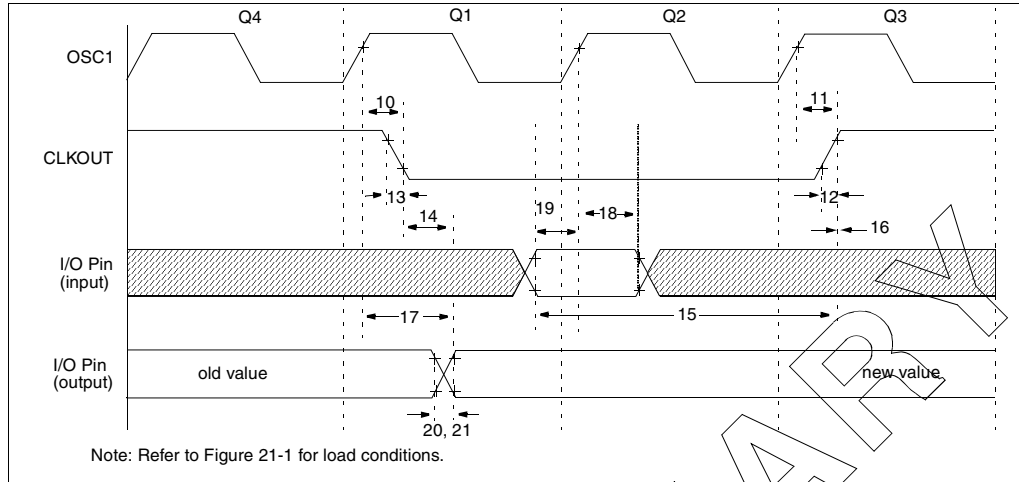 Q4 Q1 Q2 Q3
OSC1
10 11
CLKOUT
13 12
14 19 18 16
I/O Pin
(input)
17 15
I/O Pin
(output)
old value new value
20, 21
Note: Refer to Figure 21-1 for load conditions.
A R Y